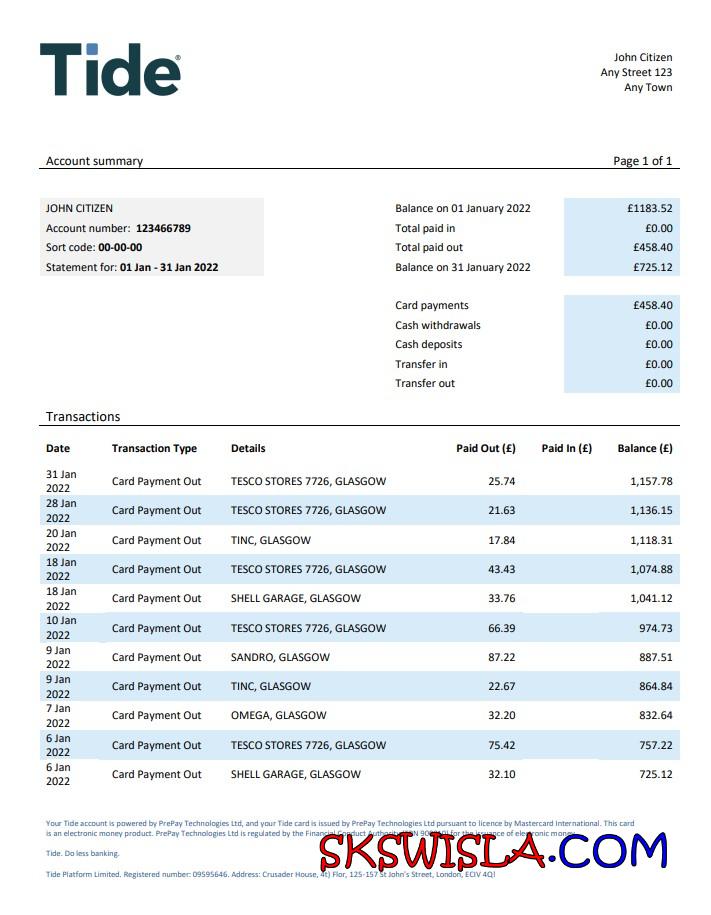 Tide®
John Citizen
Any Street 123
Any Town
Account summary Page 1 of 1
JOHN CITIZEN
Account number: 123466789
Sort code: 00-00-00
Statement for: 01 Jan - 31 Jan 2022
Balance on 01 January 2022 £1183.52
Total paid in £0.00
Total paid out £458.40
Balance on 31 January 2022 £725.12
Card payments £458.40
Cash withdrawals £0.00
Cash deposits £0.00
Transfer in £0.00
Transfer out £0.00
Transactions
Date Transaction Type Details Paid Out (£) Paid In (£) Balance (£)
31 Jan
2022 Card Payment Out TESCO STORES 7726, GLASGOW 25.74 1,157.78
28 Jan
2022 Card Payment Out TESCO STORES 7726, GLASGOW 21.63 1,136.15
20 Jan
2022 Card Payment Out TINC, GLASGOW 17.84 1,118.31
18 Jan
2022 Card Payment Out TESCO STORES 7726, GLASGOW 43.43 1,074.88
18 Jan
2022 Card Payment Out SHELL GARAGE, GLASGOW 33.76 1,041.12
10 Jan
2022 Card Payment Out TESCO STORES 7726, GLASGOW 66.39 974.73
9 Jan
2022 Card Payment Out SANDRO, GLASGOW 87.22 887.51
9 Jan
2022 Card Payment Out TINC, GLASGOW 22.67 864.84
7 Jan
2022 Card Payment Out OMEGA, GLASGOW 32.20 832.64
6 Jan
2022 Card Payment Out TESCO STORES 7726, GLASGOW 75.42 757.22
6 Jan
2022 Card Payment Out SHELL GARAGE, GLASGOW 32.10 725.12
Your Tide account is powered by PrePay Technologies Ltd, and your Tide card is issued by PrePay Technologies Ltd pursuant to licence by Mastercard International. This card
is an electronic money product. PrePay Technologies Ltd is regulated by the Financial Conduct Authority for the issuance of electronic money.
Tide. Do less banking.
SKSWISLA.COM
Tide Platform Limited. Registered number: 09595646. Address: Crusader House, 4t) Flor, 125-157 St John's Street, London, ECIV 4Q!